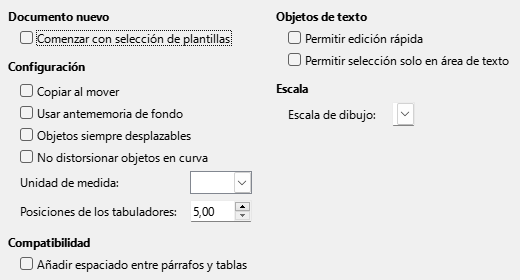 Documento nuevo
Comenzar con selección de plantillas
Configuración
Copiar al mover
Usar antememoria de fondo
Objetos siempre desplazables
No distorsionar objetos en curva
Unidad de medida:
Posiciones de los tabuladores: 5,00
Compatibilidad
Añadir espaciado entre párrafos y tablas
Objetos de texto
Permitir edición rápida
Permitir selección solo en área de texto
Escala
Escala de dibujo: